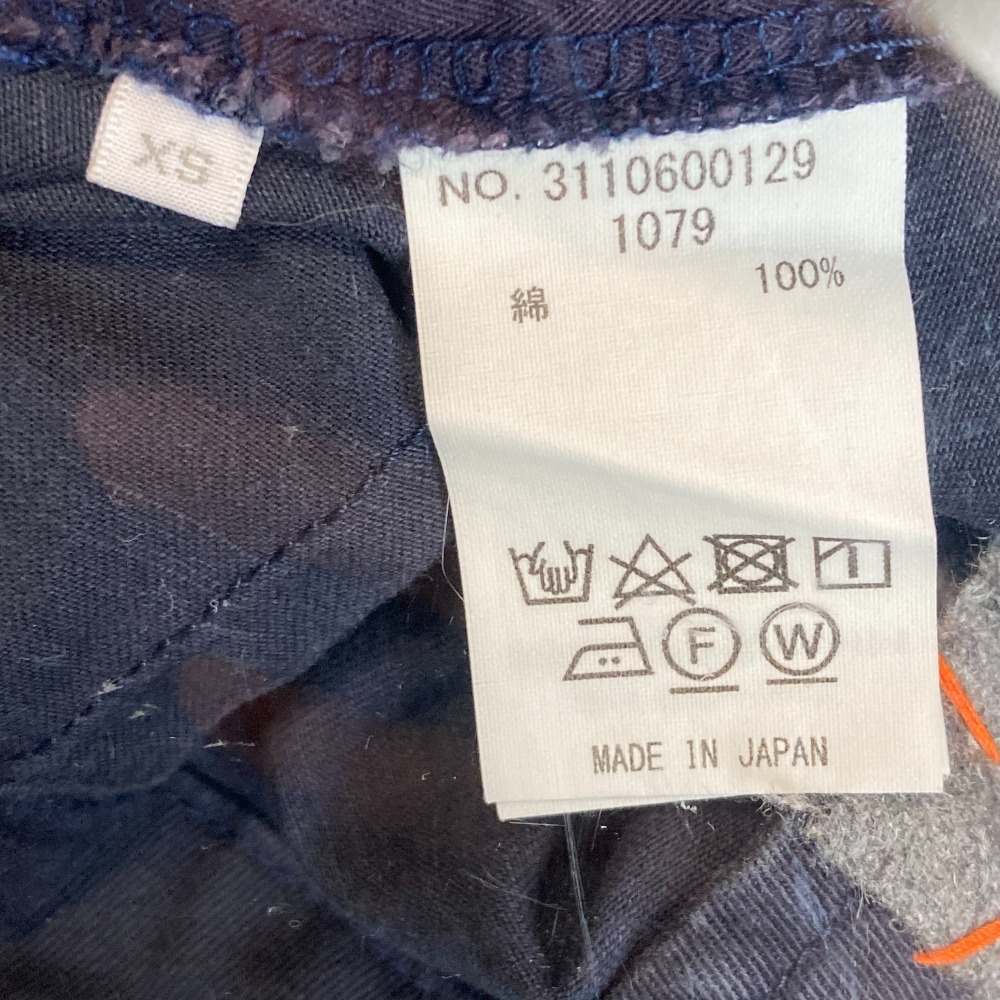 XS
NO. 3110600129
1079
綿 100%
F W
MADE IN JAPAN